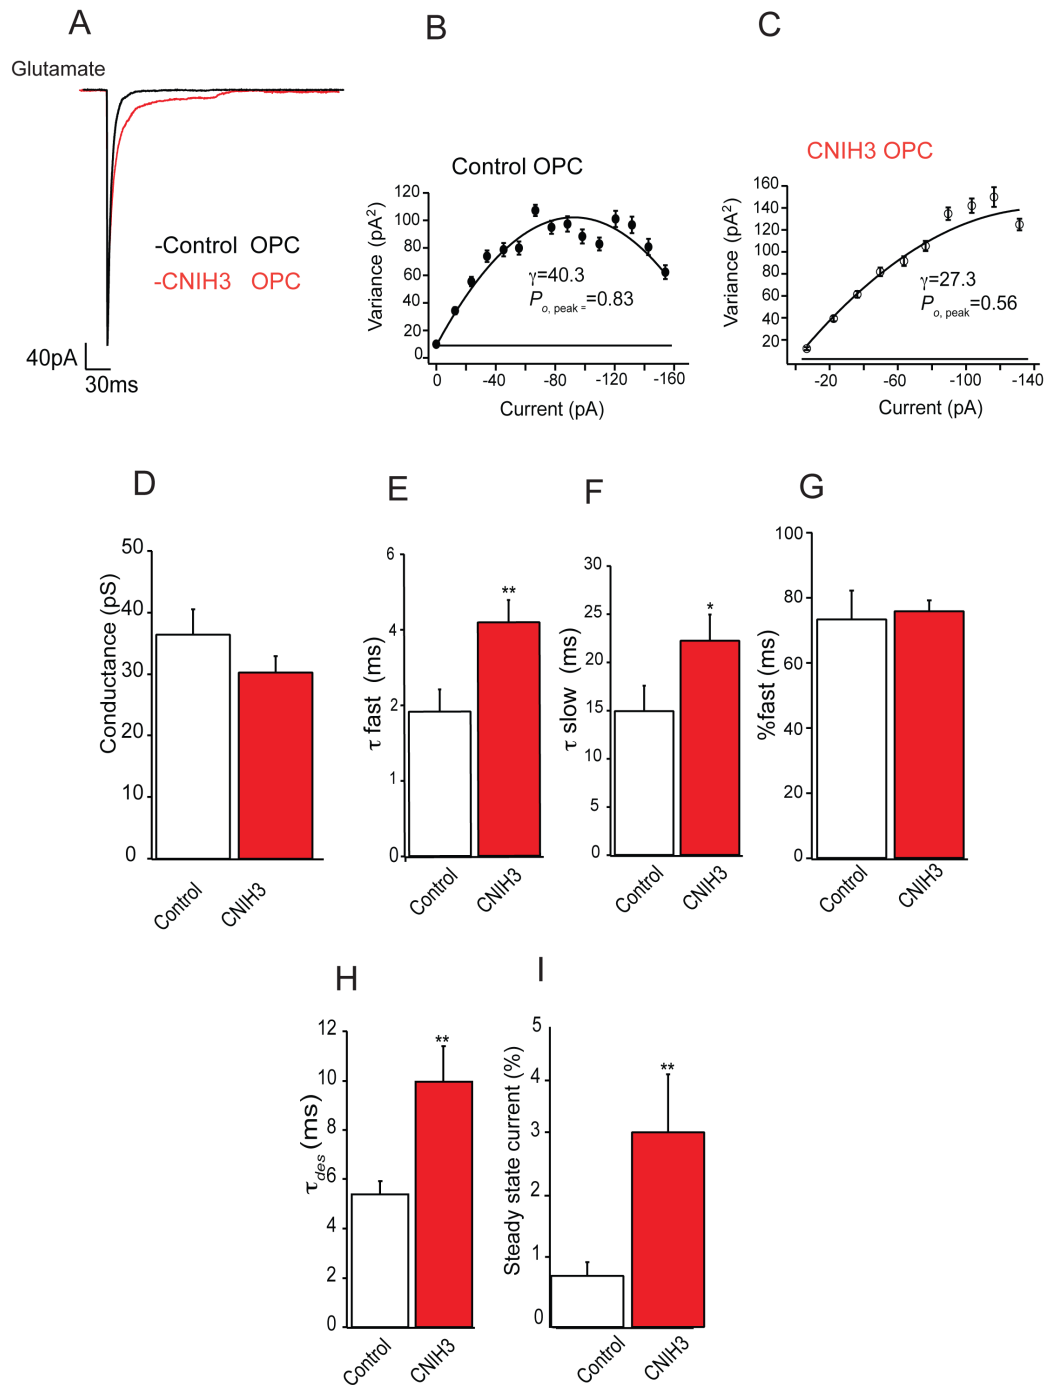 A
Glutamate
-Control OPC
-CNIH3 OPC
40pA
30ms
B
Control OPC
Variance (pA2)
120
100
80
60
40
20
0
γ=40.3
Po, peak = =0.83
0 -40 -80 -120 -160
Current (pA)
C
CNIH3 OPC
Variance (pA2)
160
140
120
100
80
60
40
20
γ=27.3
Po, peak=0.56
-20 -60 -100 -140
Current (pA)
D
Conductance (pS)
50
40
30
20
10
0
Control CNIH3
E
τ fast (ms)
6
4
2
1
0
**
Control CNIH3
F
τ slow (ms)
30
25
20
15
10
5
0
*
Control CNIH3
G
%fast (ms)
100
80
60
40
20
0
Control CNIH3
H
τdes (ms)
12
10
8
6
4
2
0
**
Control CNIH3
I
Steady state current (%)
5
4
3
2
1
0
**
Control CNIH3